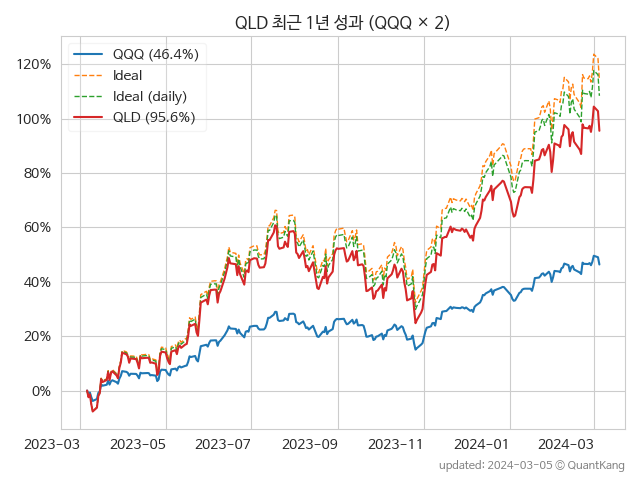 QLD 최근 1년 성과 (QQQ × 2)
QQQ (46.4%)
Ideal
Ideal (daily)
QLD (95.6%)
120%
100%
80%
60%
40%
20%
0%
2023-03 2023-05 2023-07 2023-09 2023-11 2024-01 2024-03
updated: 2024-03-05 © QuantKang